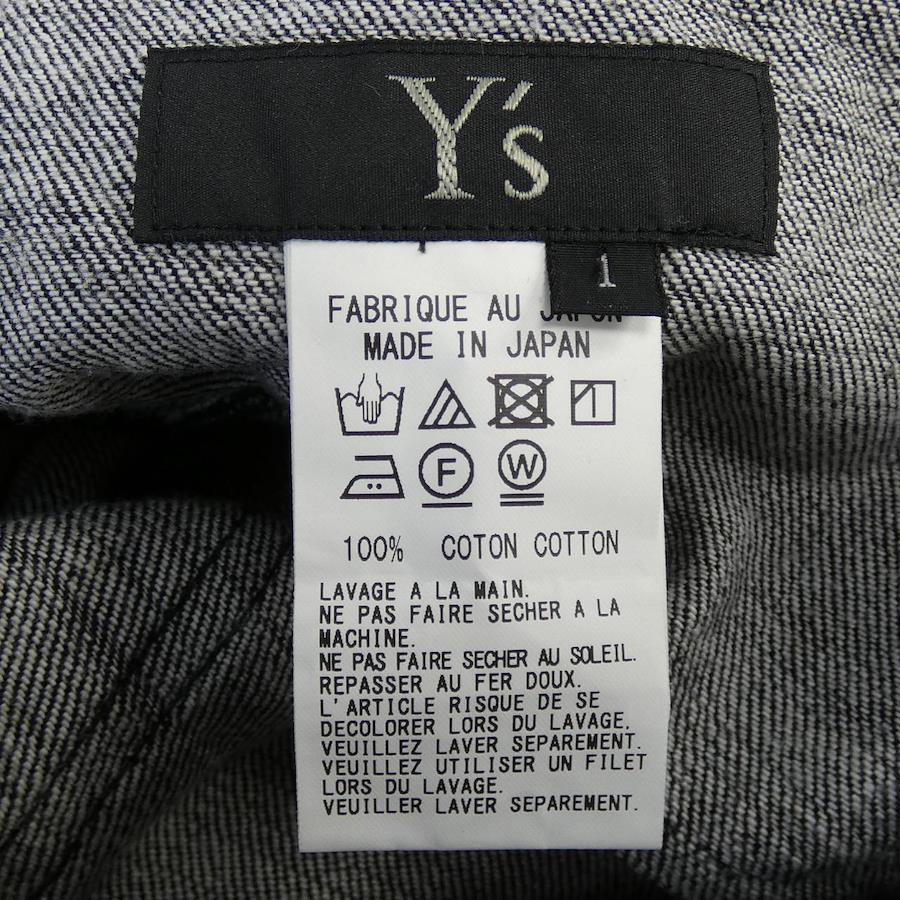 Y's
1
FABRIQUE AU JAPON
MADE IN JAPAN
F W
100% COTON COTTON
LAVAGE A LA MAIN.
NE PAS FAIRE SECHER A LA
MACHINE.
NE PAS FAIRE SECHER AU SOLEIL.
REPASSER AU FER DOUX.
L'ARTICLE RISQUE DE SE
DECOLORER LORS DU LAVAGE,
VEUILLEZ LAVER SEPAREMENT.
VEUILLEZ UTILISER UN FILET
LORS DU LAVAGE.
VEUILLER LAVER SEPAREMENT.